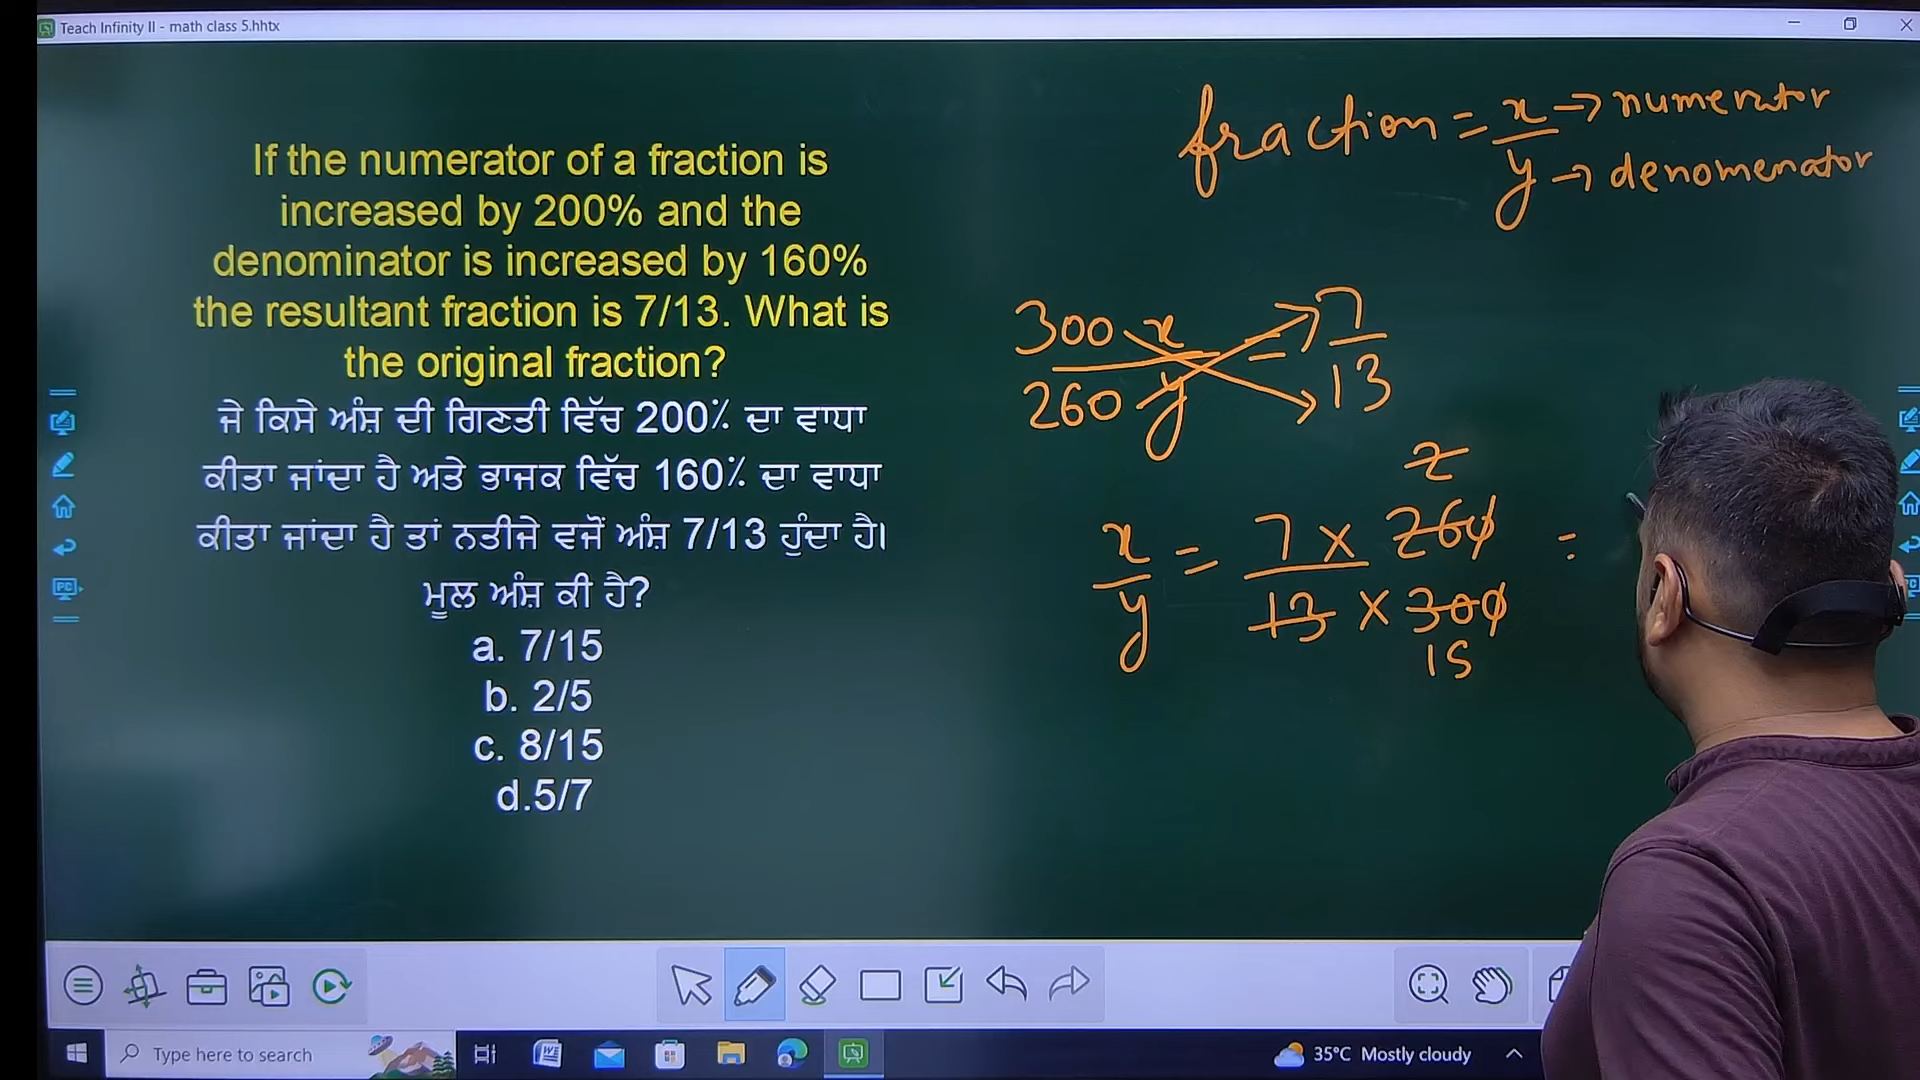 Teach Infinity II - math class 5.hhtx
If the numerator of a fraction is
increased by 200% and the
denominator is increased by 160%
the resultant fraction is 7/13. What is
the original fraction?
ਜੇ ਕਿਸੇ ਅੰਸ਼ ਦੀ ਗਿਣਤੀ ਵਿੱਚ 200٪ ਦਾ ਵਾਧਾ
ਕੀਤਾ ਜਾਂਦਾ ਹੈ ਅਤੇ ਭਾਜਕ ਵਿੱਚ 160٪ ਦਾ ਵਾਧਾ
ਕੀਤਾ ਜਾਂਦਾ ਹੈ ਤਾਂ ਨਤੀਜੇ ਵਜੋਂ ਅੰਸ਼ 7/13 ਹੁੰਦਾ ਹੈ।
ਮੂਲ ਅੰਸ਼ ਕੀ ਹੈ?
a. 7/15
b. 2/5
c. 8/15
d.5/7
fraction = x → numerator
y → denomenator
300 x = 7
260 y 13
2
x = 7 × 260 =
y 13 × 300
15
PC
Type here to search
35°C Mostly cloudy